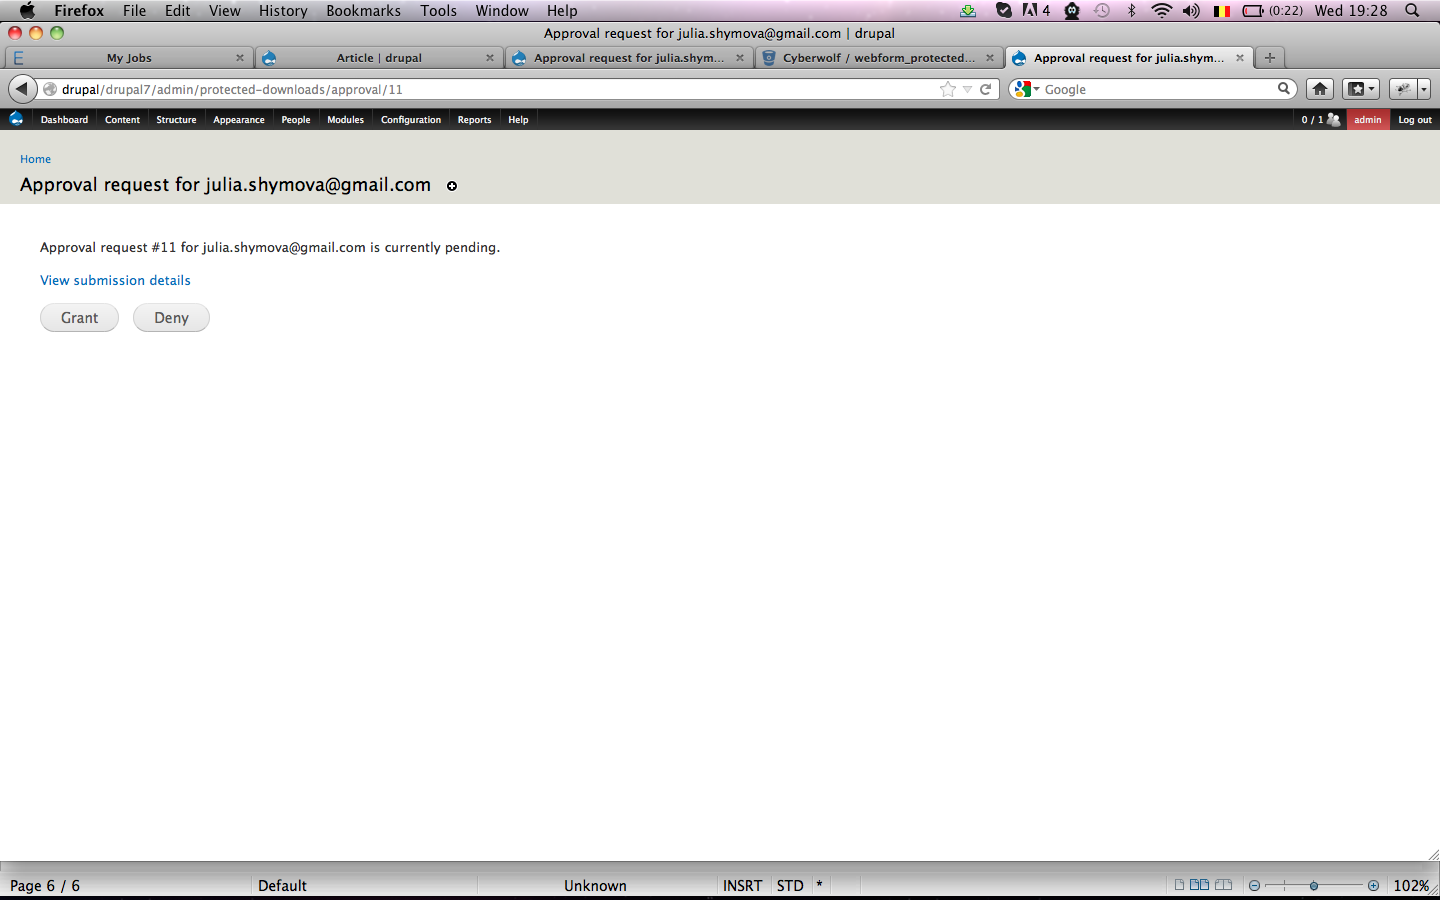 Firefox File Edit View History Bookmarks Tools Window Help 4 (0:22) Wed 19:28
Approval request for julia.shymova@gmail.com | drupal
My Jobs Article | drupal Approval request for julia.shym... Cyberwolf / webform_protected... Approval request for julia.shym...
drupal/drupal7/admin/protected-downloads/approval/11 Google
Dashboard Content Structure Appearance People Modules Configuration Reports Help 0 / 1 admin Log out
Home
Approval request for julia.shymova@gmail.com
Approval request #11 for julia.shymova@gmail.com is currently pending.
View submission details
Grant Deny
Page 6 / 6 Default Unknown INSRT STD * 102%